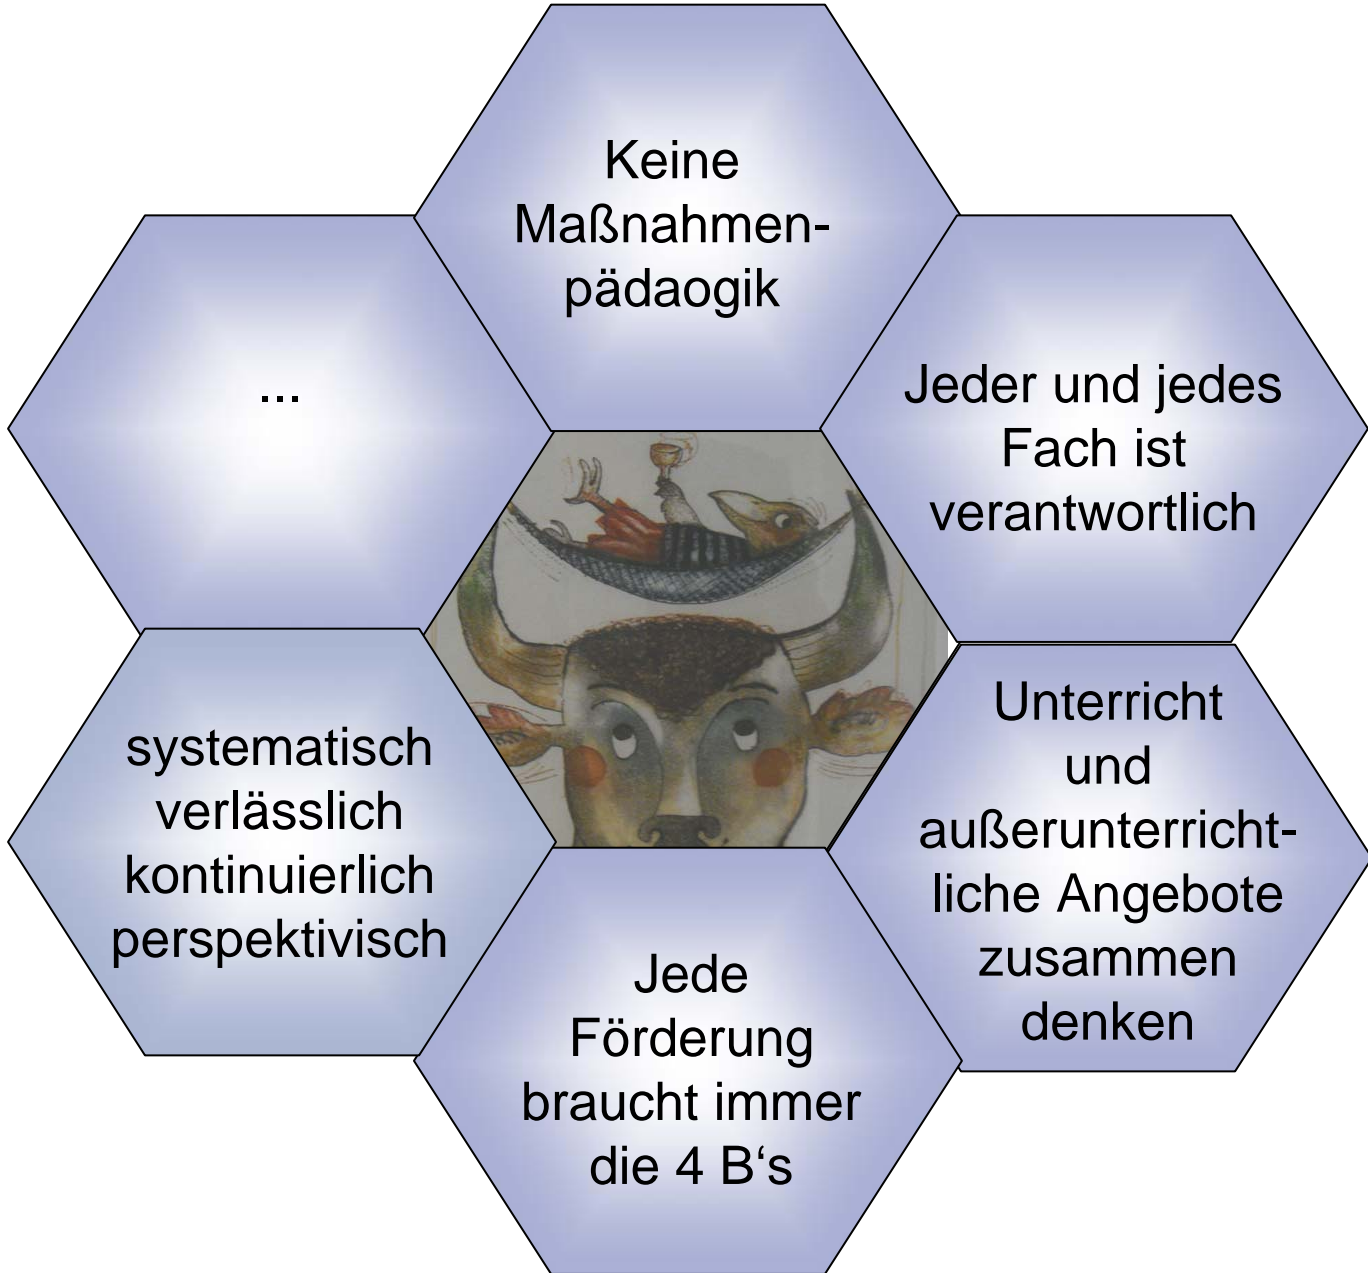 Keine
Maßnahmen-
pädaogik
Jeder und jedes
Fach ist
verantwortlich
Unterricht
und
außerunterricht-
liche Angebote
zusammen
denken
Jede
Förderung
braucht immer
die 4 B‘s
systematisch
verlässlich
kontinuierlich
perspektivisch
...